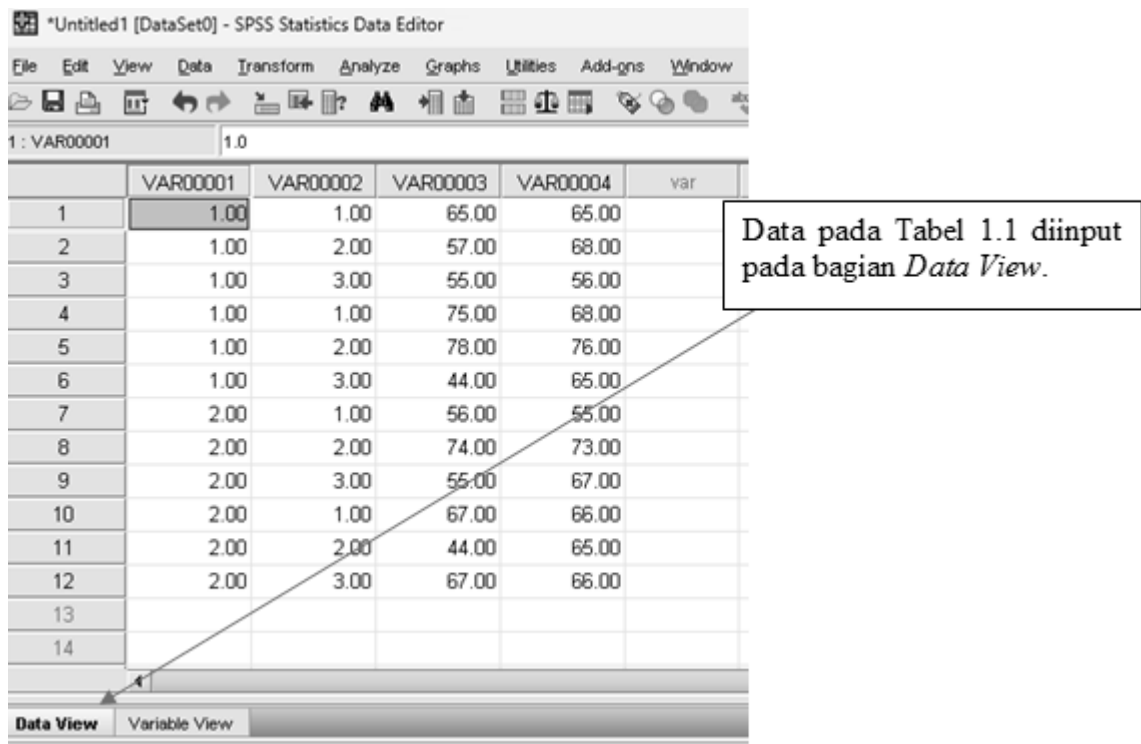 *Untitled1 [DataSet0] - SPSS Statistics Data Editor
File Edit View Data Transform Analyze Graphs Utilities Add-ons Window
1 : VAR00001 1.0
VAR00001 VAR00002 VAR00003 VAR00004 var
1 1.00 1.00 65.00 65.00
2 1.00 2.00 57.00 68.00
3 1.00 3.00 55.00 56.00
4 1.00 1.00 75.00 68.00
5 1.00 2.00 78.00 76.00
6 1.00 3.00 44.00 65.00
7 2.00 1.00 56.00 55.00
8 2.00 2.00 74.00 73.00
9 2.00 3.00 55.00 67.00
10 2.00 1.00 67.00 66.00
11 2.00 2.00 44.00 65.00
12 2.00 3.00 67.00 66.00
13
14
Data View Variable View
Data pada Tabel 1.1 diinput
pada bagian Data View.